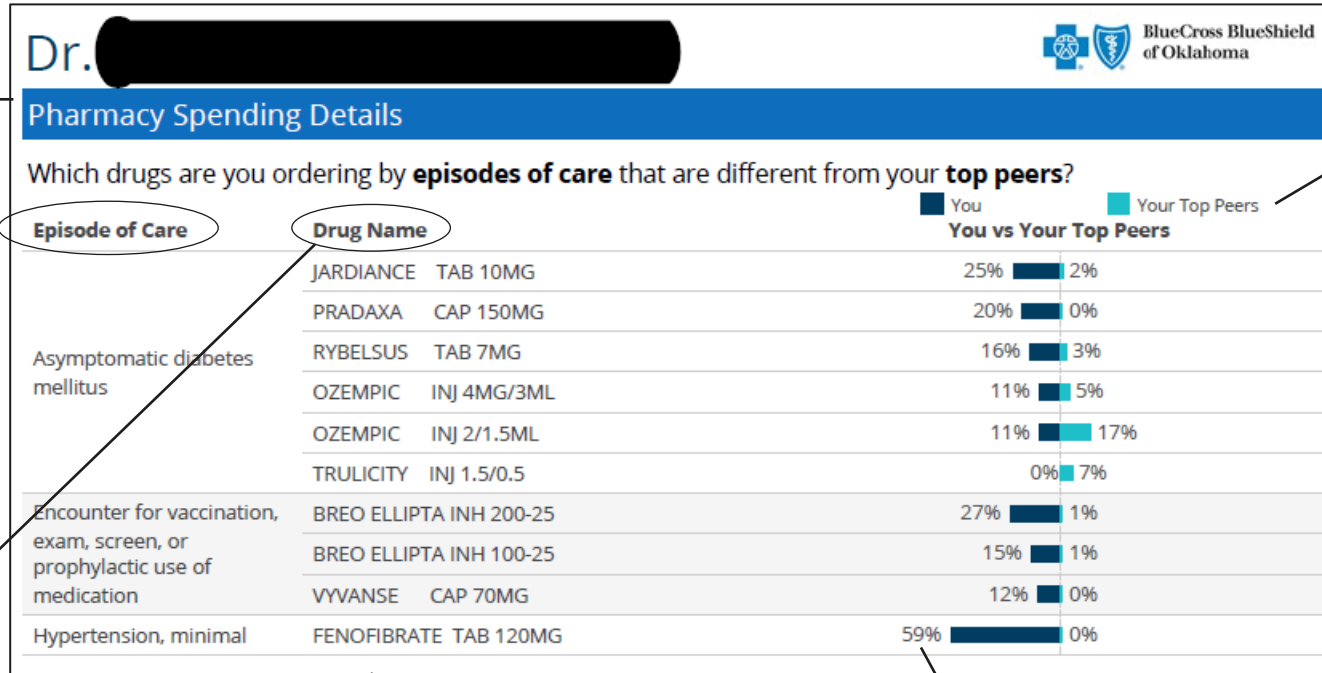 Dr.
BlueCross BlueShield
of Oklahoma
Pharmacy Spending Details
Which drugs are you ordering by episodes of care that are different from your top peers?
You Your Top Peers
Episode of Care Drug Name You vs Your Top Peers
JARDIANCE TAB 10MG 25% 2%
PRADAXA CAP 150MG 20% 0%
Asymptomatic diabetes
mellitus
RYBELSUS TAB 7MG 16% 3%
OZEMPIC INJ 4MG/3ML 11% 5%
OZEMPIC INJ 2/1.5ML 11% 17%
TRULICITY INJ 1.5/0.5 0% 7%
Encounter for vaccination,
exam, screen, or
prophylactic use of
medication
BREO ELLIPTA INH 200-25 27% 1%
BREO ELLIPTA INH 100-25 15% 1%
VYVANSE CAP 70MG 12% 0%
Hypertension, minimal FENOFIBRATE TAB 120MG 59% 0%